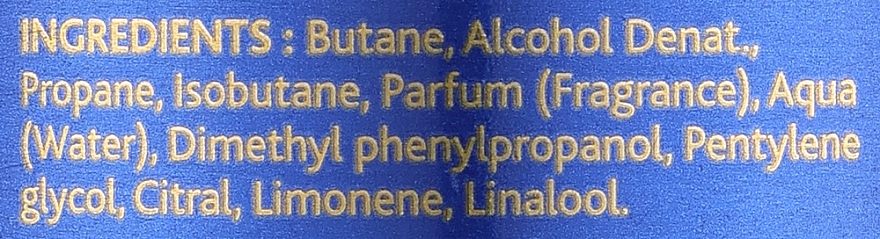 INGREDIENTS : Butane, Alcohol Denat.,
Propane, Isobutane, Parfum (Fragrance), Aqua
(Water), Dimethyl phenylpropanol, Pentylene
glycol, Citral, Limonene, Linalool.